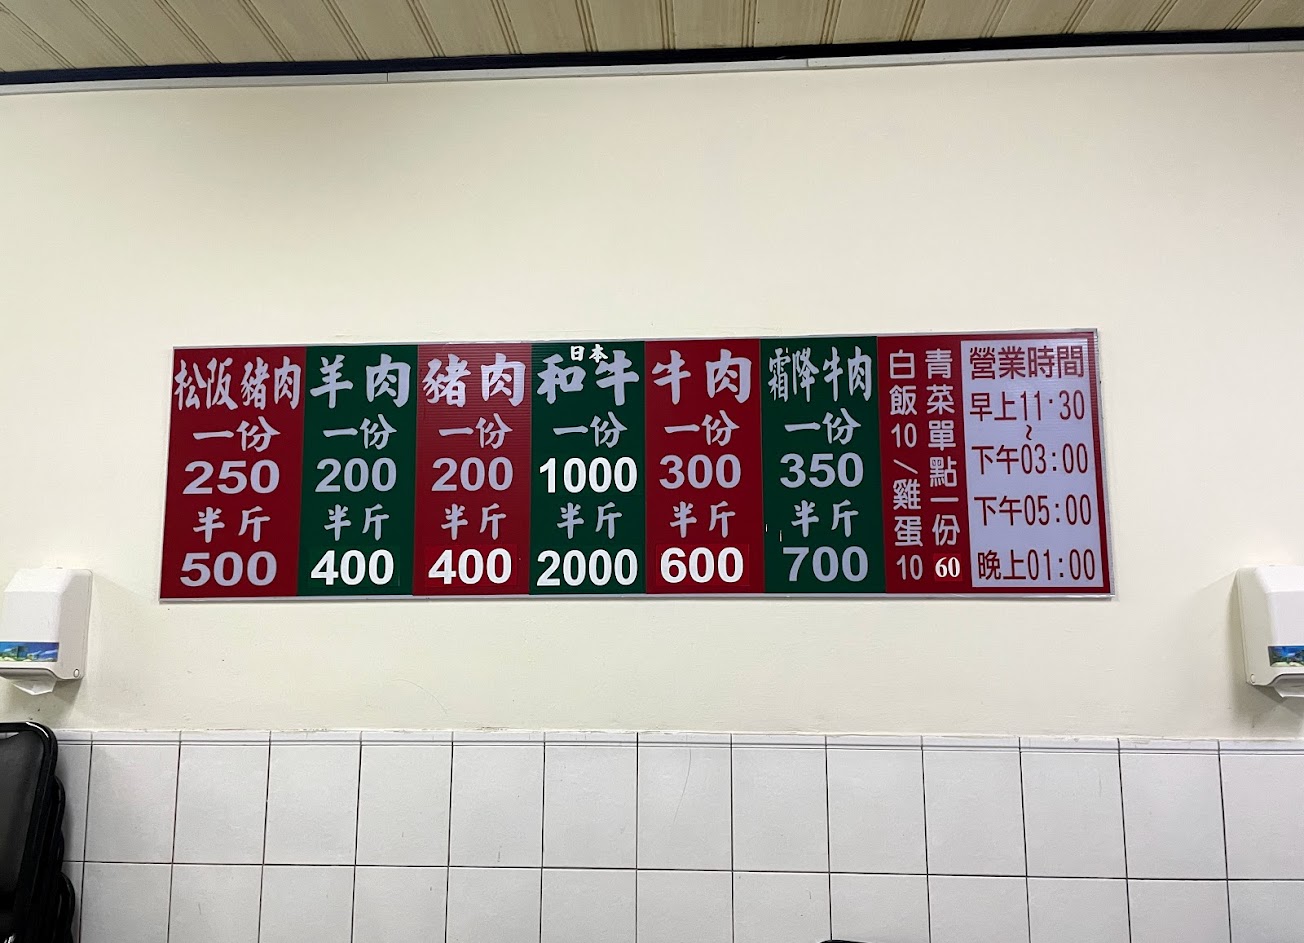 松阪豬肉
一份
250
半斤
500
羊肉
一份
200
半斤
400
豬肉
一份
200
半斤
400
日本
和牛
一份
1000
半斤
2000
牛肉
一份
300
半斤
600
霜降牛肉
一份
350
半斤
700
青菜單點一份60
白飯10/雞蛋10
營業時間
早上11:30
~
下午03:00
下午05:00
晚上01:00